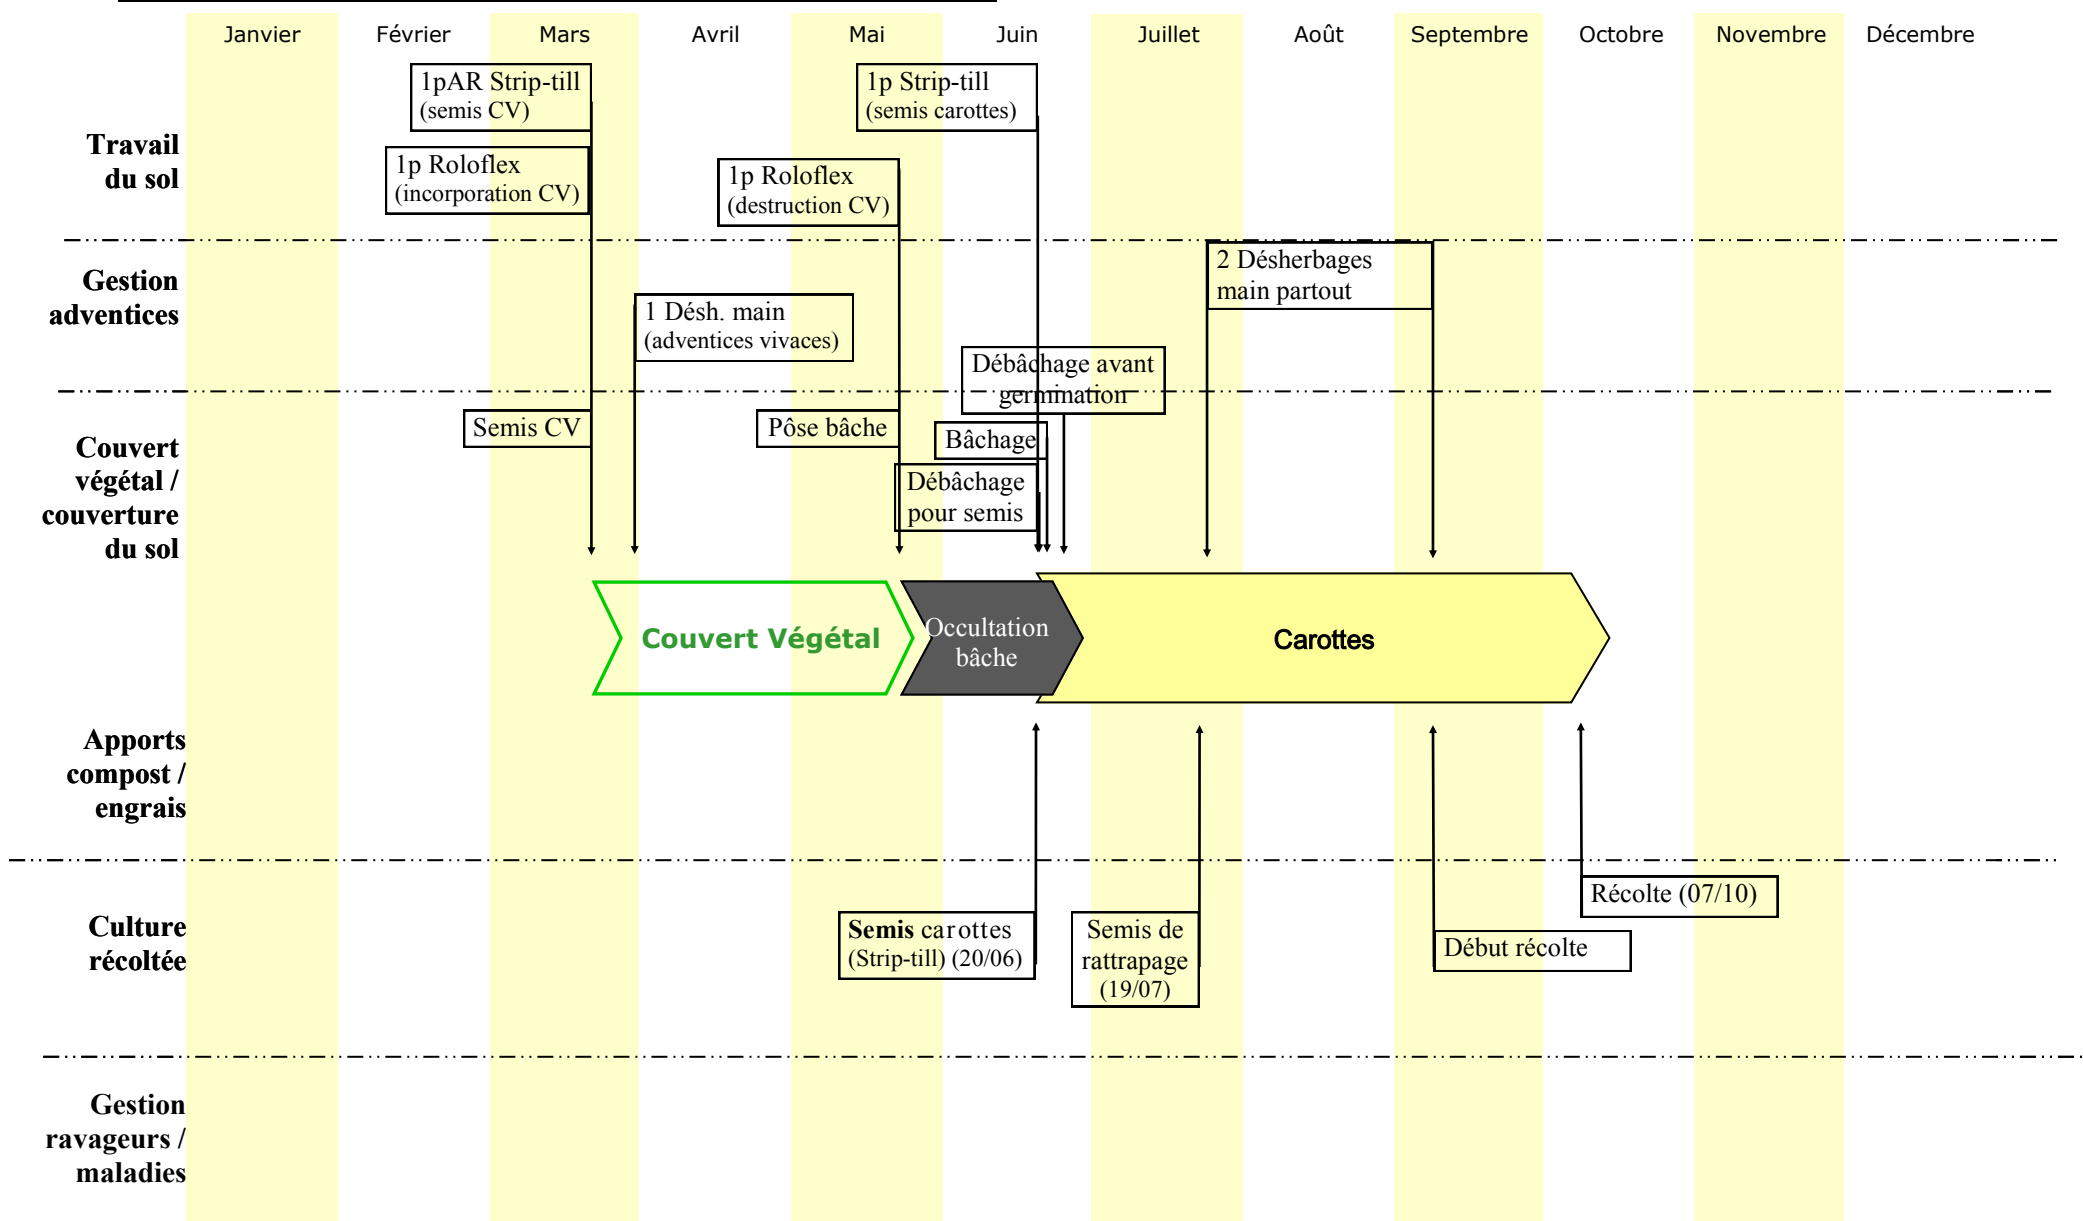 Janvier Février Mars Avril Mai Juin Juillet Août Septembre Octobre Novembre Décembre
Travail
du sol
1pAR Strip-till
(semis CV)
1p Roloflex
(incorporation CV)
1p Roloflex
(destruction CV)
1p Strip-till
(semis carottes)
Gestion
adventices
1 Désh. main
(adventices vivaces)
2 Désherbages
main partout
Couvert
végétal /
couverture
du sol
Semis CV
Pôse bâche
Débâchage avant
germination
Bâchage
Débâchage
pour semis
Couvert Végétal
Occultation
bâche
Carottes
Apports
compost /
engrais
Culture
récoltée
Semis carottes
(Strip-till) (20/06)
Semis de
rattrapage
(19/07)
Récolte (07/10)
Début récolte
Gestion
ravageurs /
maladies